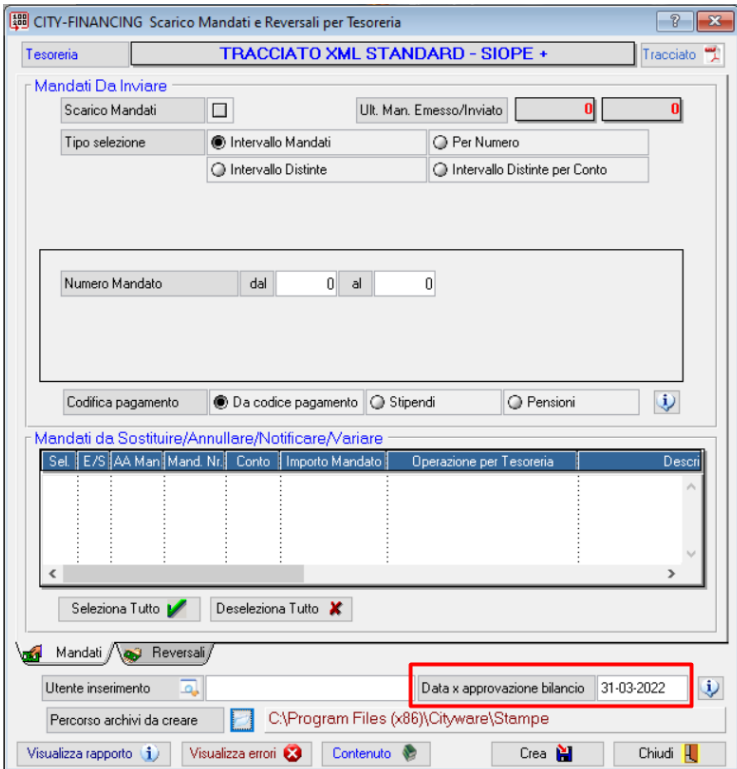 CITY-FINANCING Scarico Mandati e Reversali per Tesoreria
Tesoreria TRACCIATO XML STANDARD - SIOPE + Tracciato
Mandati Da Inviare
Scarico Mandati Ult. Man. Emesso/Inviato 0 0
Tipo selezione Intervallo Mandati Per Numero
Intervallo Distinte Intervallo Distinte per Conto
Numero Mandato dal 0 al 0
Codifica pagamento Da codice pagamento Stipendi Pensioni
Mandati da Sostituire/Annullare/Notificare/Variare
Sel. E/S AA Man Mand. Nr. Conto Importo Mandato Operazione per Tesoreria Descri
Seleziona Tutto Deseleziona Tutto
Mandati Reversali
Utente inserimento Data x approvazione bilancio 31-03-2022
Percorso archivi da creare C:\Program Files (x86)\Cityware\Stampe
Visualizza rapporto Visualizza errori Contenuto Crea Chiudi